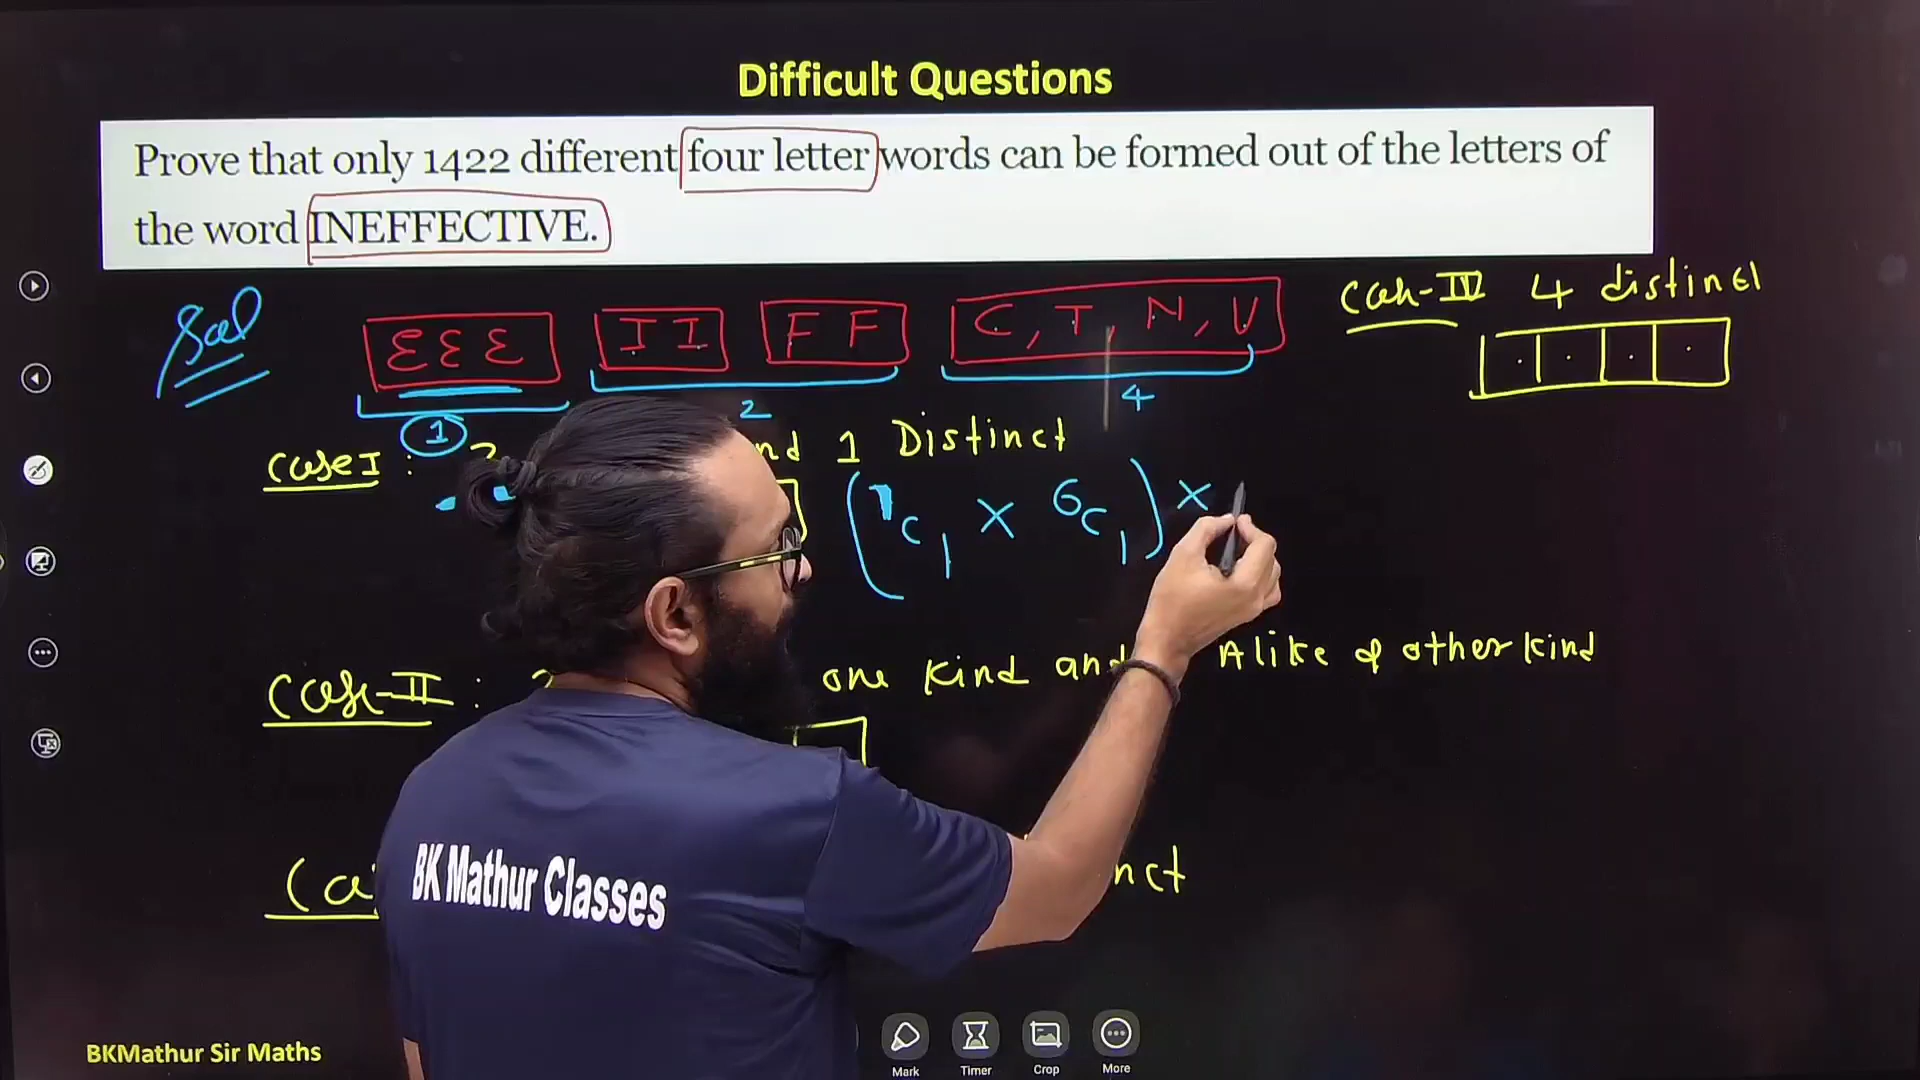 Difficult Questions
Prove that only 1422 different four letter words can be formed out of the letters of
the word INEFFECTIVE.
Sol
EEE II FF C, T, N, V
1 2 4
Case-IV 4 distinct
Case I : and 1 Distinct
(¹C₁ × ⁶C₁) ×
Case-II : one kind and Alike of other kind
BK Mathur Classes
BKMathur Sir Maths
Mark Timer Crop More